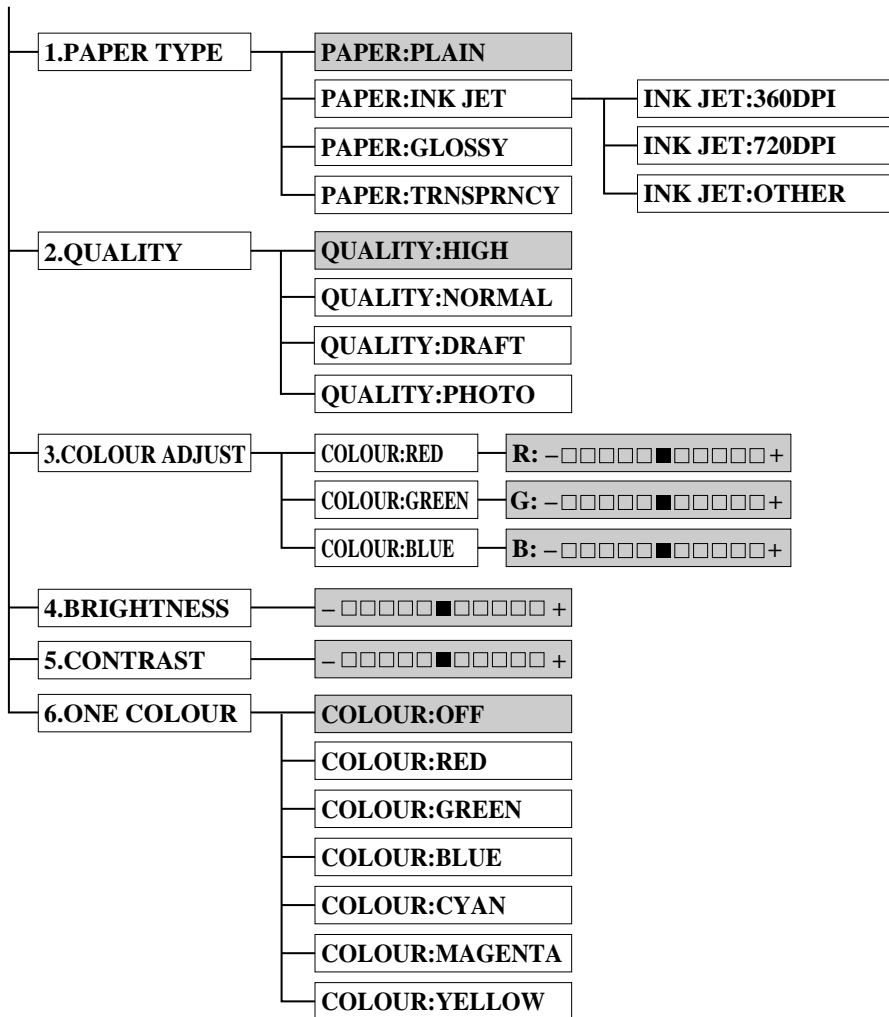 1.PAPER TYPE
PAPER:PLAIN
PAPER:INK JET
INK JET:360DPI
INK JET:720DPI
INK JET:OTHER
PAPER:GLOSSY
PAPER:TRNSPRNCY
2.QUALITY
QUALITY:HIGH
QUALITY:NORMAL
QUALITY:DRAFT
QUALITY:PHOTO
3.COLOUR ADJUST
COLOUR:RED
R: –□□□□□■□□□□□+
COLOUR:GREEN
G: –□□□□□■□□□□□+
COLOUR:BLUE
B: –□□□□□■□□□□□+
4.BRIGHTNESS
– □□□□□■□□□□□ +
5.CONTRAST
– □□□□□■□□□□□ +
6.ONE COLOUR
COLOUR:OFF
COLOUR:RED
COLOUR:GREEN
COLOUR:BLUE
COLOUR:CYAN
COLOUR:MAGENTA
COLOUR:YELLOW